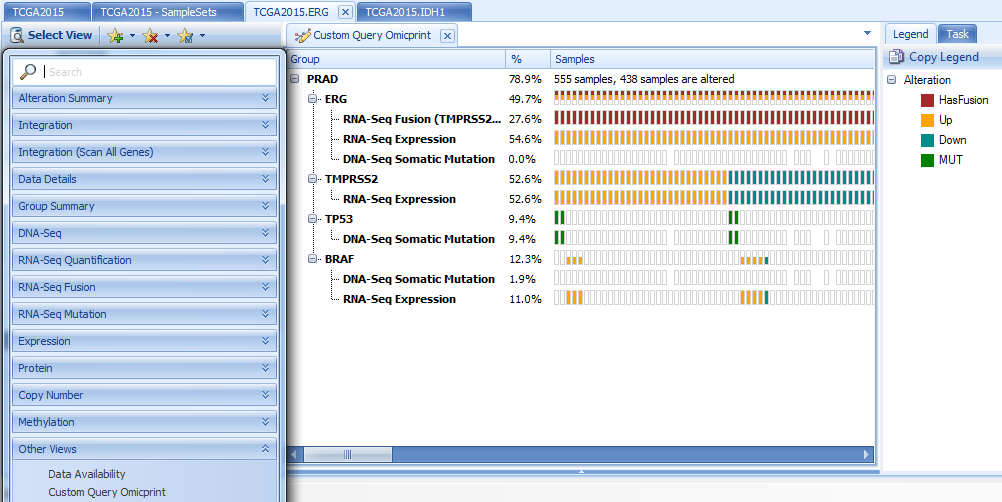 TCGA2015
TCGA2015 - SampleSets
TCGA2015.ERG
TCGA2015.IDH1
Select View
Search
Alteration Summary
Integration
Integration (Scan All Genes)
Data Details
Group Summary
DNA-Seq
RNA-Seq Quantification
RNA-Seq Fusion
RNA-Seq Mutation
Expression
Protein
Copy Number
Methylation
Other Views
Data Availability
Custom Query Omicprint
Custom Query Omicprint
Group % Samples
PRAD 78.9% 555 samples, 438 samples are altered
ERG 49.7%
RNA-Seq Fusion (TMPRSS2... 27.6%
RNA-Seq Expression 54.6%
DNA-Seq Somatic Mutation 0.0%
TMPRSS2 52.6%
RNA-Seq Expression 52.6%
TP53 9.4%
DNA-Seq Somatic Mutation 9.4%
BRAF 12.3%
DNA-Seq Somatic Mutation 1.9%
RNA-Seq Expression 11.0%
Legend
Task
Copy Legend
Alteration
HasFusion
Up
Down
MUT